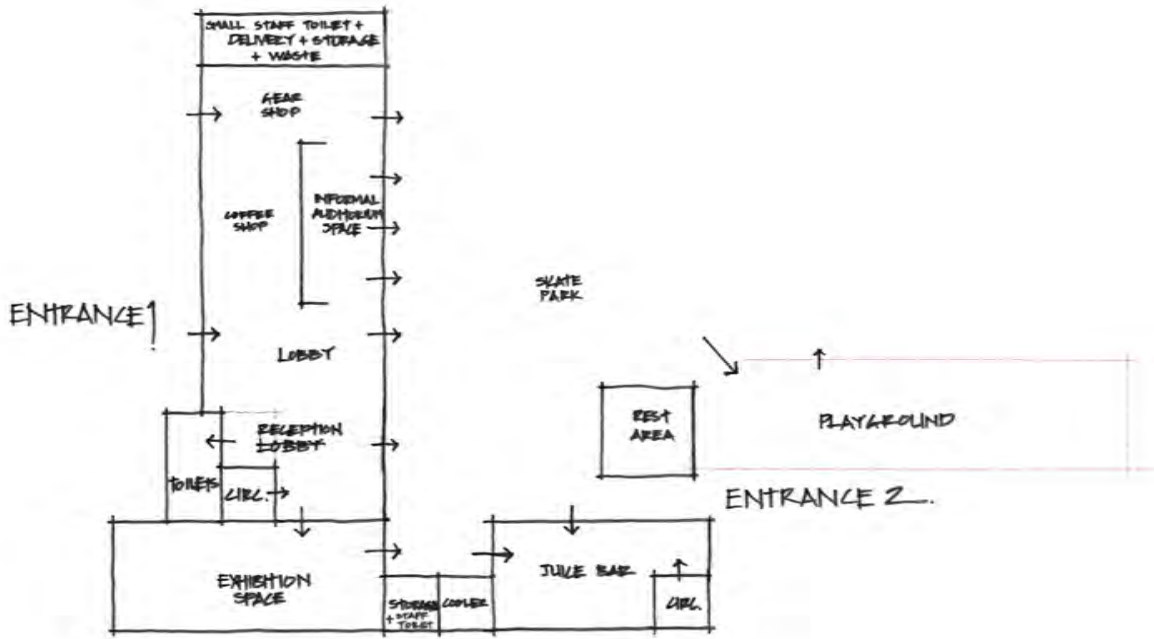 SMALL STAFF TOILET +
DELIVERY + STORAGE
+ WASTE
GEAR
SHOP
COFFEE
SHOP
INFORMAL
AUDITORIUM
SPACE
SKATE
PARK
ENTRANCE 1
LOBBY
REST
AREA
PLAYGROUND
RECEPTION
LOBBY
TOILETS
CIRC.
ENTRANCE 2.
EXHIBITION
SPACE
STORAGE
+ STAFF
TOILET
COOLER
JUICE BAR
CIRC.